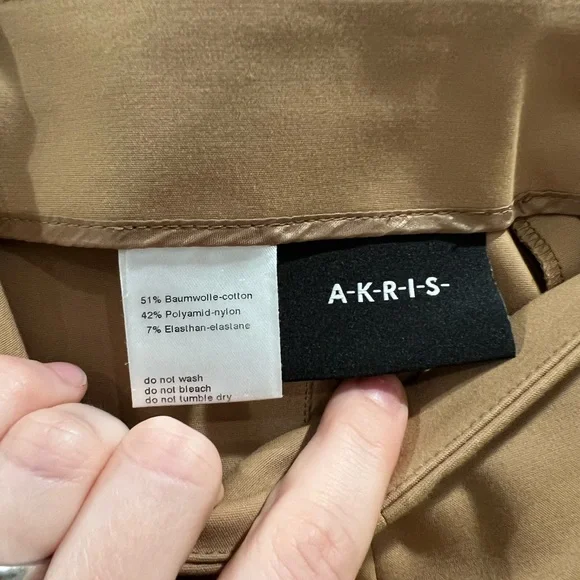 51% Baumwolle-cotton
42% Polyamid-nylon
7% Elasthan-elastane
do not wash
do not bleach
do not tumble dry
A-K-R-I-S-